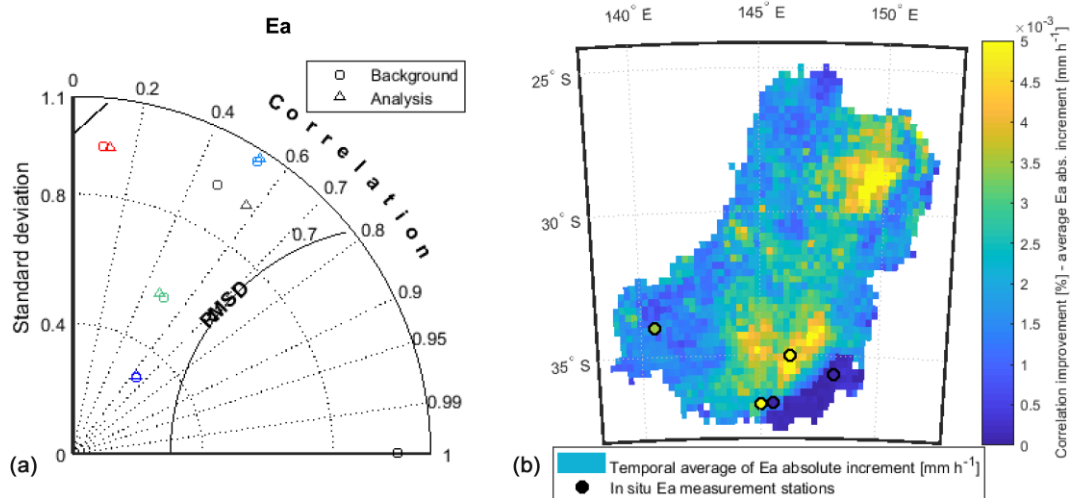 Ea
Background
Analysis
Correlation
Standard deviation
1.1
0.8
0.4
0
0
0.2
0.4
0.6
0.7
0.8
0.9
0.95
0.99
1
0.7
RMSD
(a)
140° E
145° E
150° E
25° S
30° S
35° S
×10⁻³
5
4.5
4
3.5
3
2.5
2
1.5
1
0.5
0
Correlation improvement [%] - average Ea abs. increment [mm h⁻¹]
(b)
Temporal average of Ea absolute increment [mm h⁻¹]
In situ Ea measurement stations